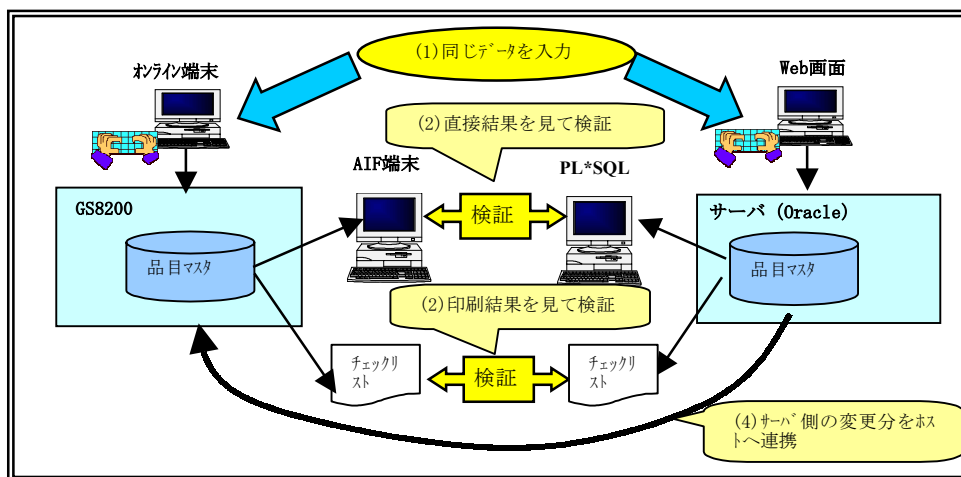 (1)同じﾃﾞｰﾀを入力
ｵﾝﾗｲﾝ端末
Web画面
(2)直接結果を見て検証
AIF端末
PL*SQL
GS8200
検証
サーバ (Oracle)
品目ﾏｽﾀ
品目ﾏｽﾀ
(2)印刷結果を見て検証
ﾁｪｯｸﾘ
ｽﾄ
検証
ﾁｪｯｸﾘ
ｽﾄ
(4)ｻｰﾊﾞ側の変更分をﾎｽ
ﾄへ連携